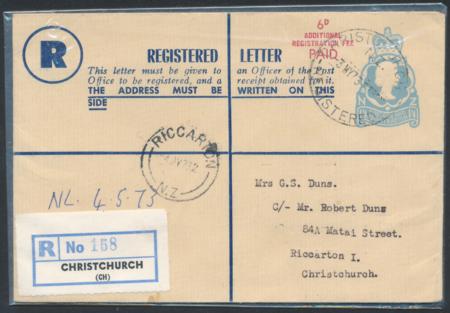 6D
ADDITIONAL
REGISTRATION FEE
PAID
R
REGISTERED LETTER
This letter must be given to an Officer of the Post
Office to be registered, and a receipt obtained for it.
THE ADDRESS MUST BE WRITTEN ON THIS
SIDE
RICCARTON
N.Z.
NL. 4.5.73
R No 158
CHRISTCHURCH
(CH)
Mrs G.S. Duns.
C/- Mr. Robert Duns
84A Matai Street.
Riccarton I.
Christchurch.